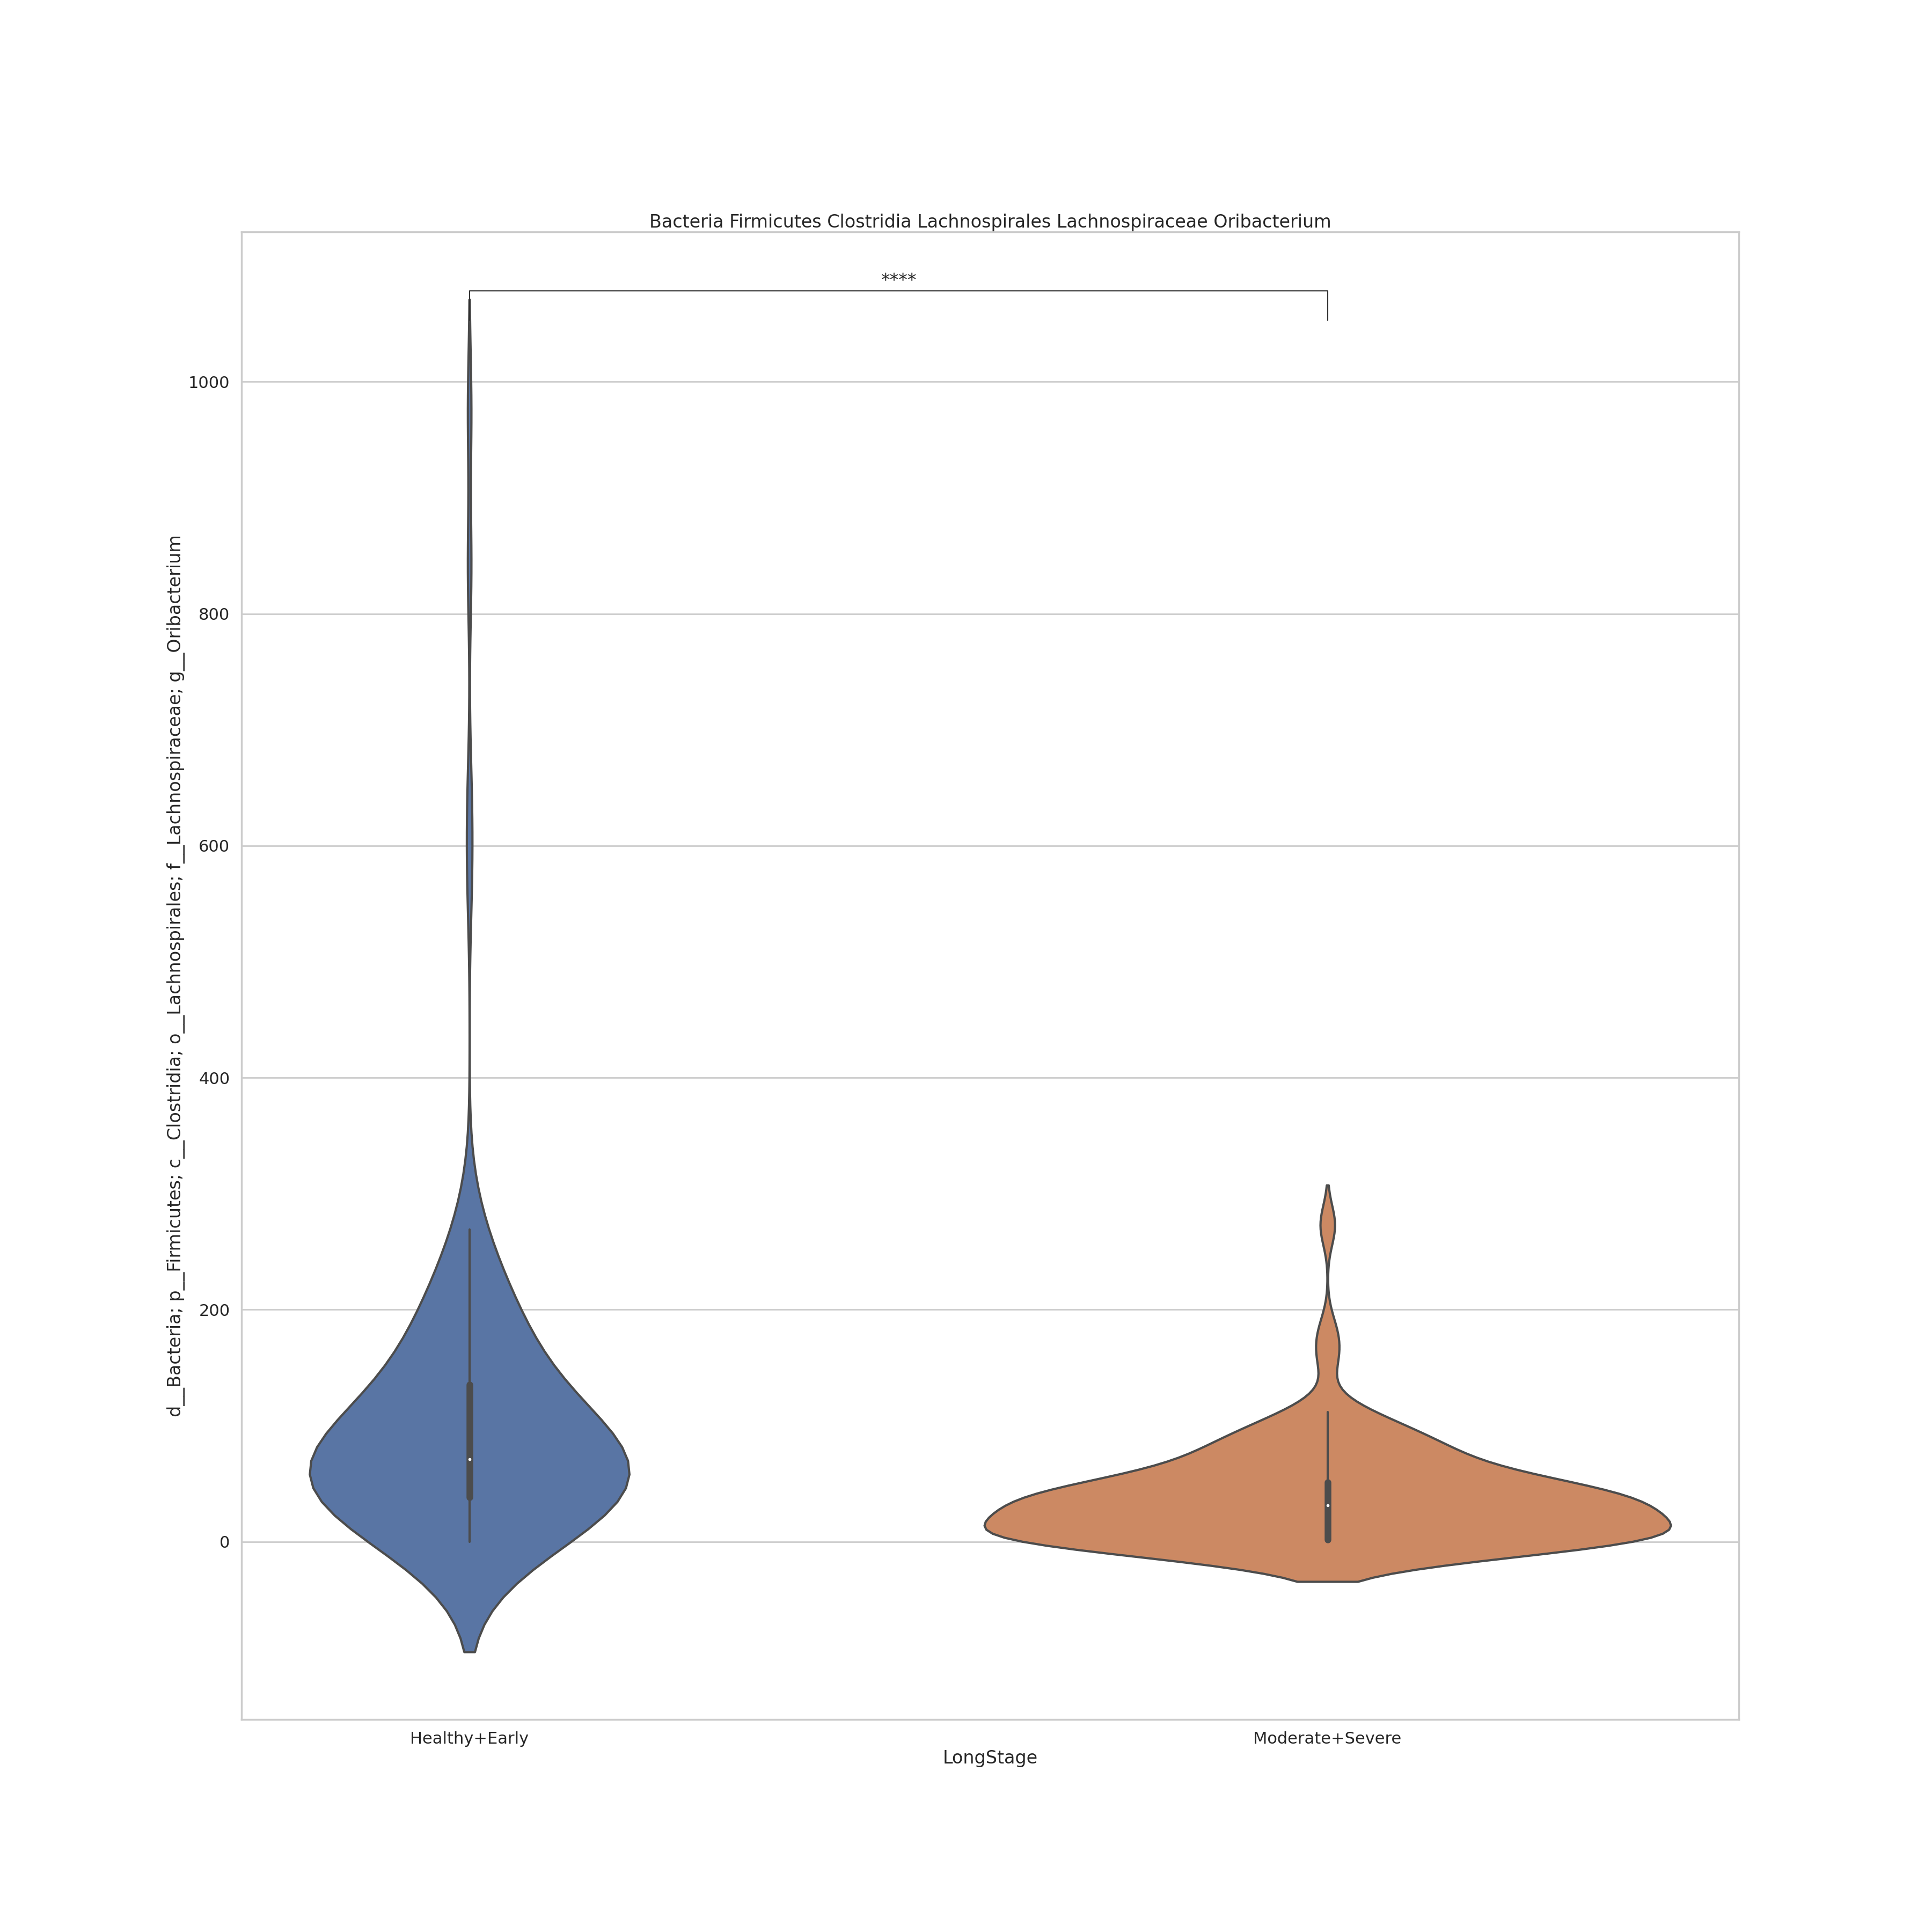 Bacteria Firmicutes Clostridia Lachnospirales Lachnospiraceae Oribacterium
****
d__Bacteria; p__Firmicutes; c__Clostridia; o__Lachnospirales; f__Lachnospiraceae; g__Oribacterium
1000
800
600
400
200
0
Healthy+Early
Moderate+Severe
LongStage